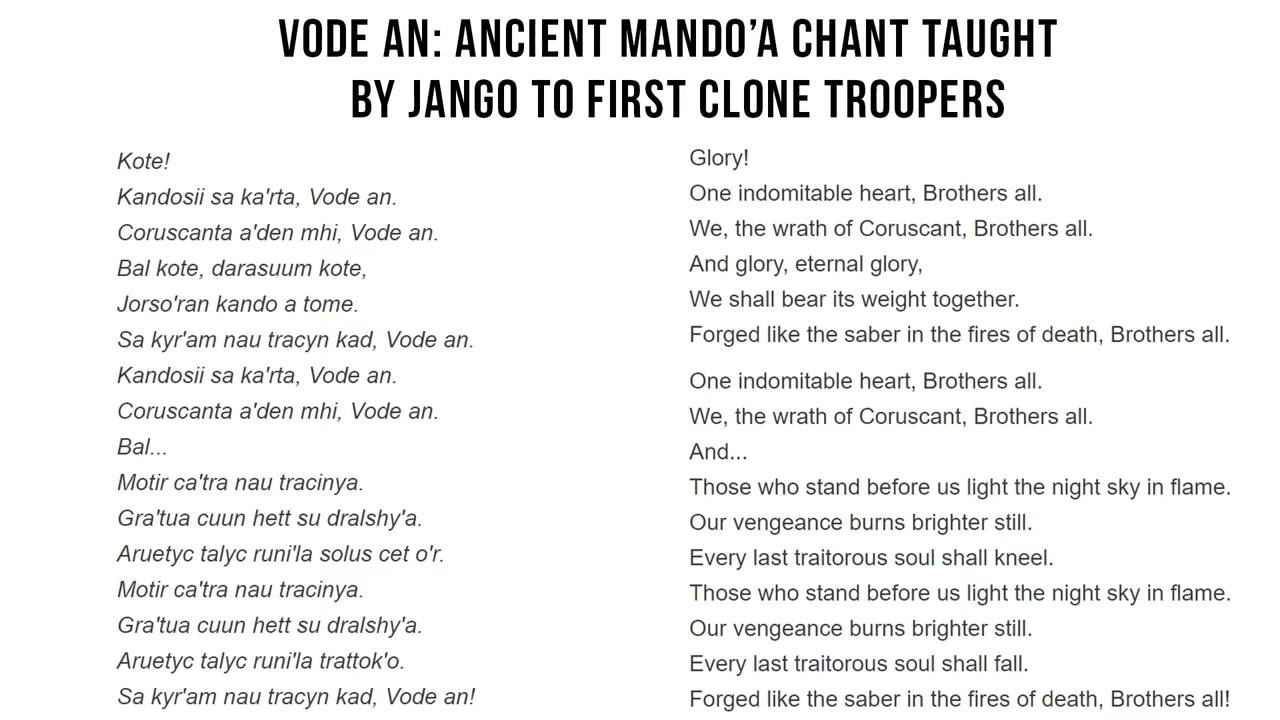 VODE AN: ANCIENT MANDO’A CHANT TAUGHT
BY JANGO TO FIRST CLONE TROOPERS
Kote!
Kandosii sa ka'rta, Vode an.
Coruscanta a'den mhi, Vode an.
Bal kote, darasuum kote,
Jorso'ran kando a tome.
Sa kyr'am nau tracyn kad, Vode an.
Kandosii sa ka'rta, Vode an.
Coruscanta a'den mhi, Vode an.
Bal...
Motir ca'tra nau tracinya.
Gra'tua cuun hett su dralshy'a.
Aruetyc talyc runi'la solus cet o'r.
Motir ca'tra nau tracinya.
Gra'tua cuun hett su dralshy'a.
Aruetyc talyc runi'la trattok'o.
Sa kyr'am nau tracyn kad, Vode an!
Glory!
One indomitable heart, Brothers all.
We, the wrath of Coruscant, Brothers all.
And glory, eternal glory,
We shall bear its weight together.
Forged like the saber in the fires of death, Brothers all.
One indomitable heart, Brothers all.
We, the wrath of Coruscant, Brothers all.
And...
Those who stand before us light the night sky in flame.
Our vengeance burns brighter still.
Every last traitorous soul shall kneel.
Those who stand before us light the night sky in flame.
Our vengeance burns brighter still.
Every last traitorous soul shall fall.
Forged like the saber in the fires of death, Brothers all!